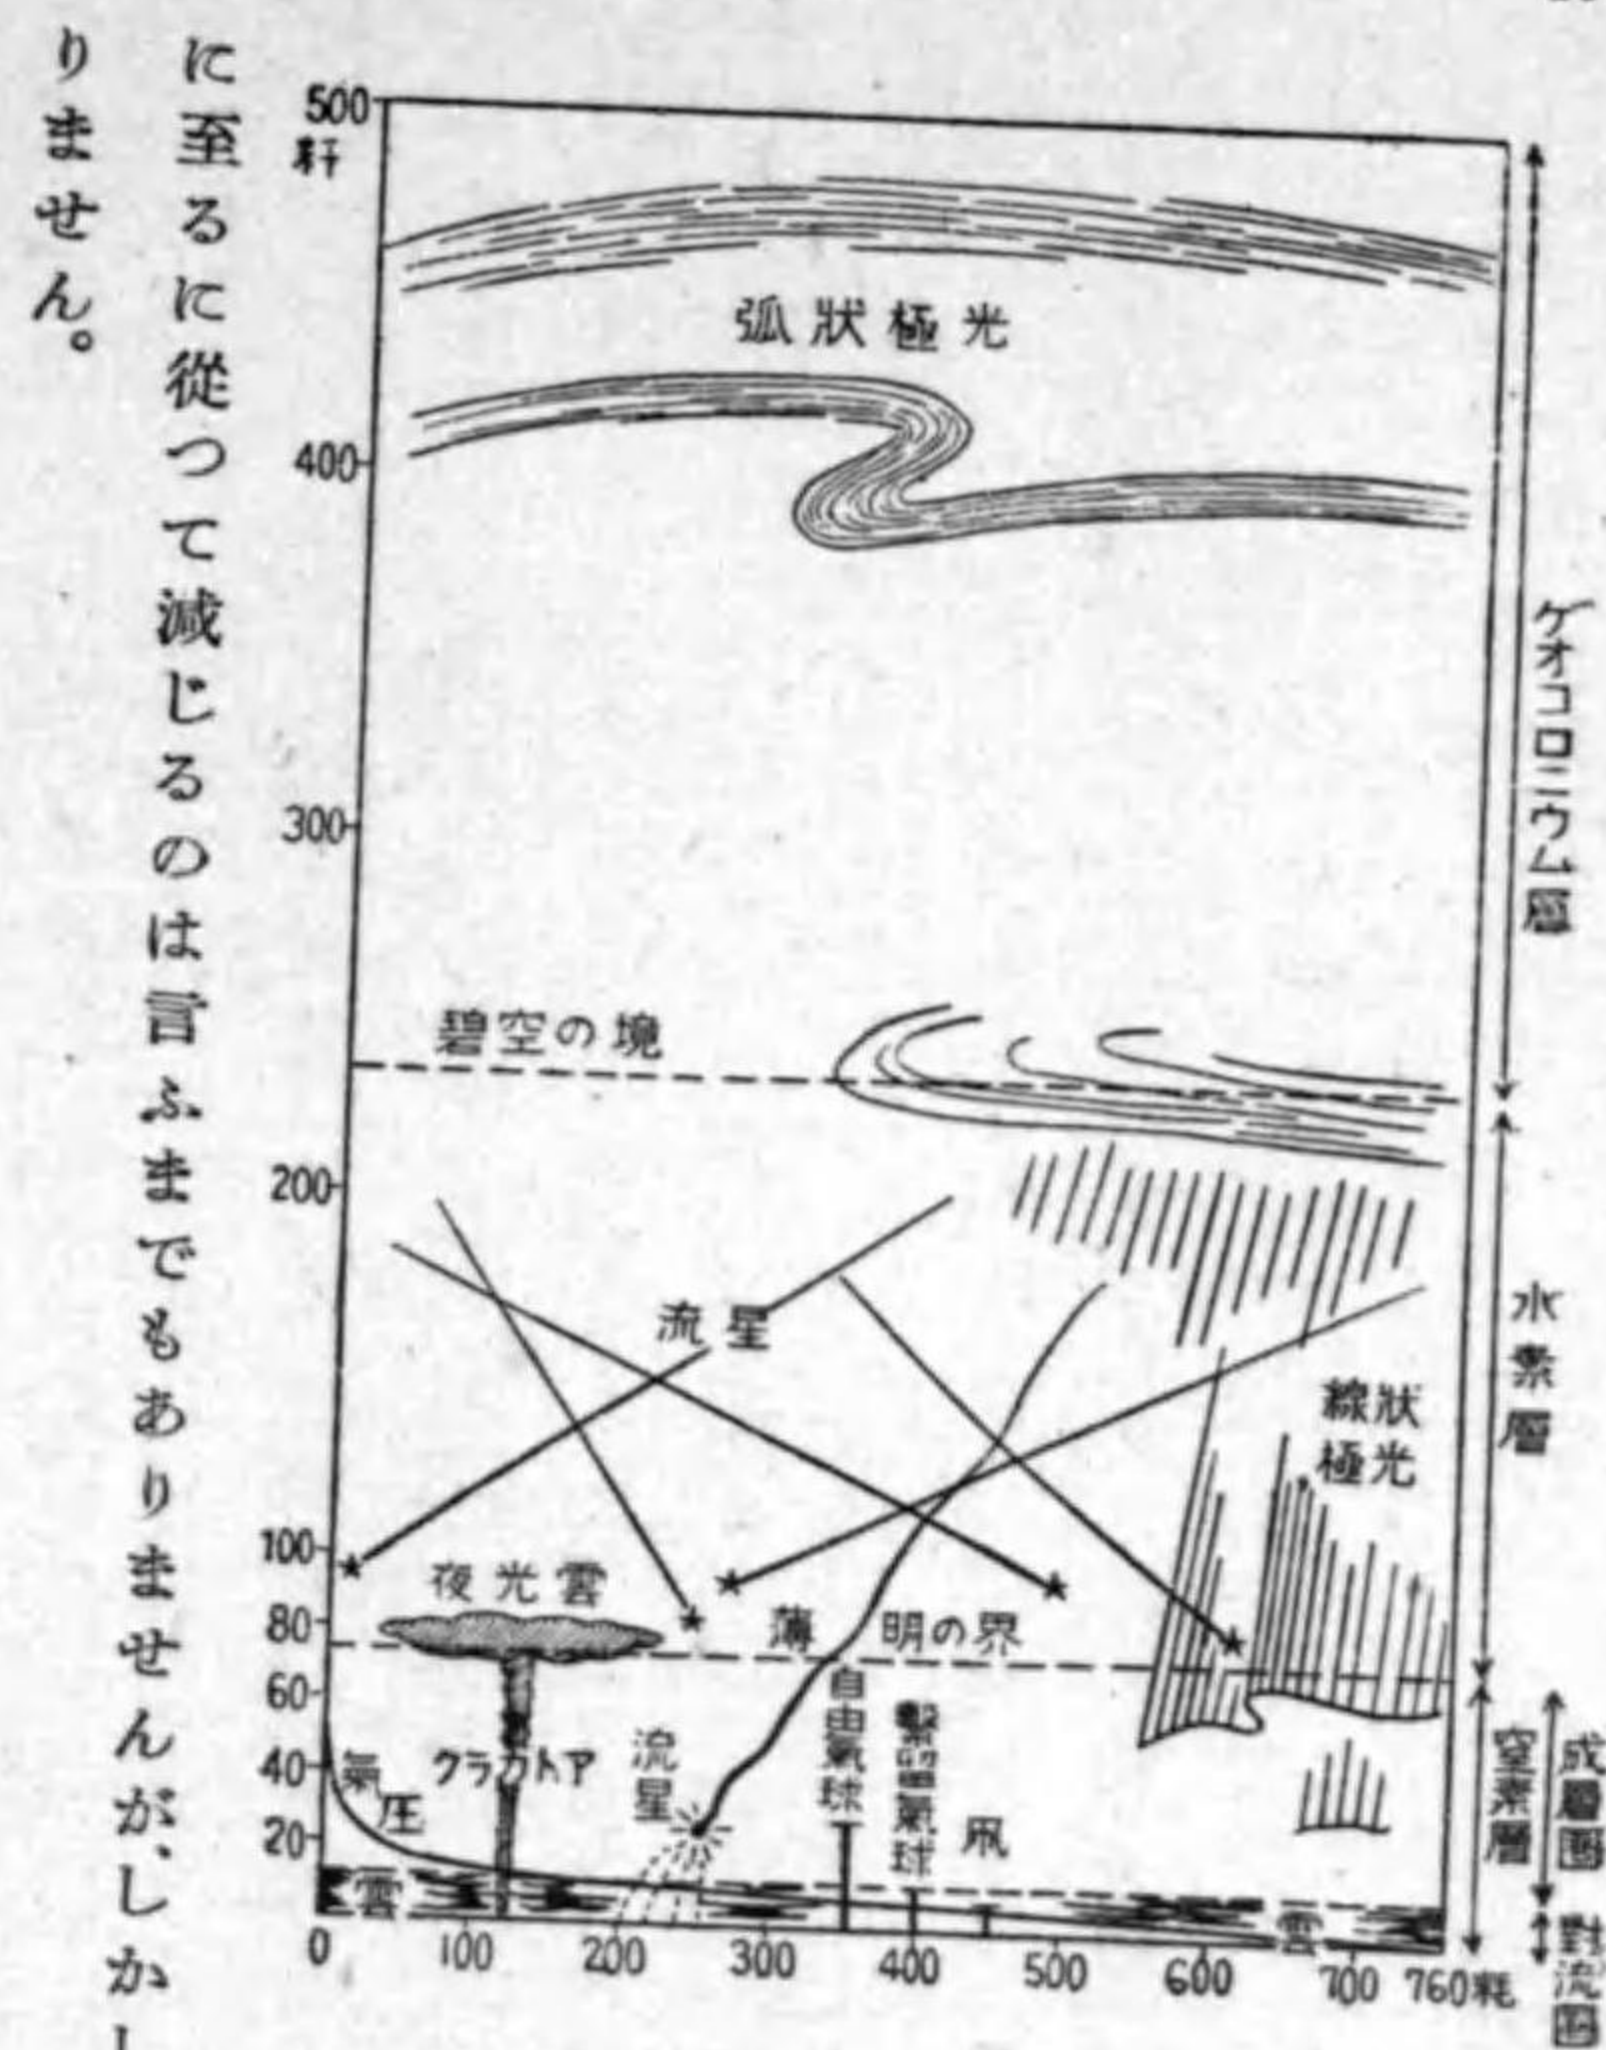 に至るに從つて減じるのは言ふまでもありませんが、しかし
りません。
500
粁
弧狀極光
400
ゲオコロニウム層
300
碧空の境
200
流星
水素層
線狀
極光
100
夜光雲
80
薄明の界
60
自由氣球
繫留氣球
40
氣圧
クラカトア
流星
凧
窒素層
成層圏
20
雲
雲
對流圏
0
100
200
300
400
500
600
700
760粍